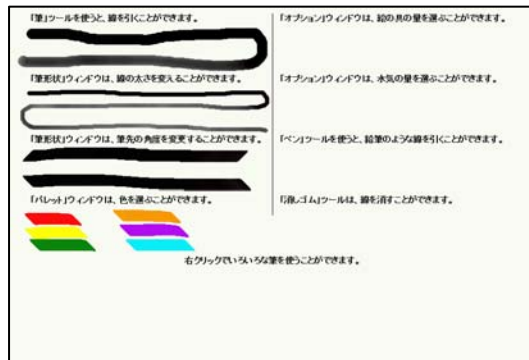 「筆」ツールを使うと、線を引くことができます。
「筆形状」ウィンドウは、線の太さを変えることができます。
「筆形状」ウィンドウは、筆先の角度を変更することができます。
「パレット」ウィンドウは、色を選ぶことができます。
「オプション」ウィンドウは、絵の具の量を選ぶことができます。
「オプション」ウィンドウは、水気の量を選ぶことができます。
「ペン」ツールを使うと、鉛筆のような線を引くことができます。
「消しゴム」ツールは、線を消すことができます。
右クリックでいろいろな筆を使うことができます。